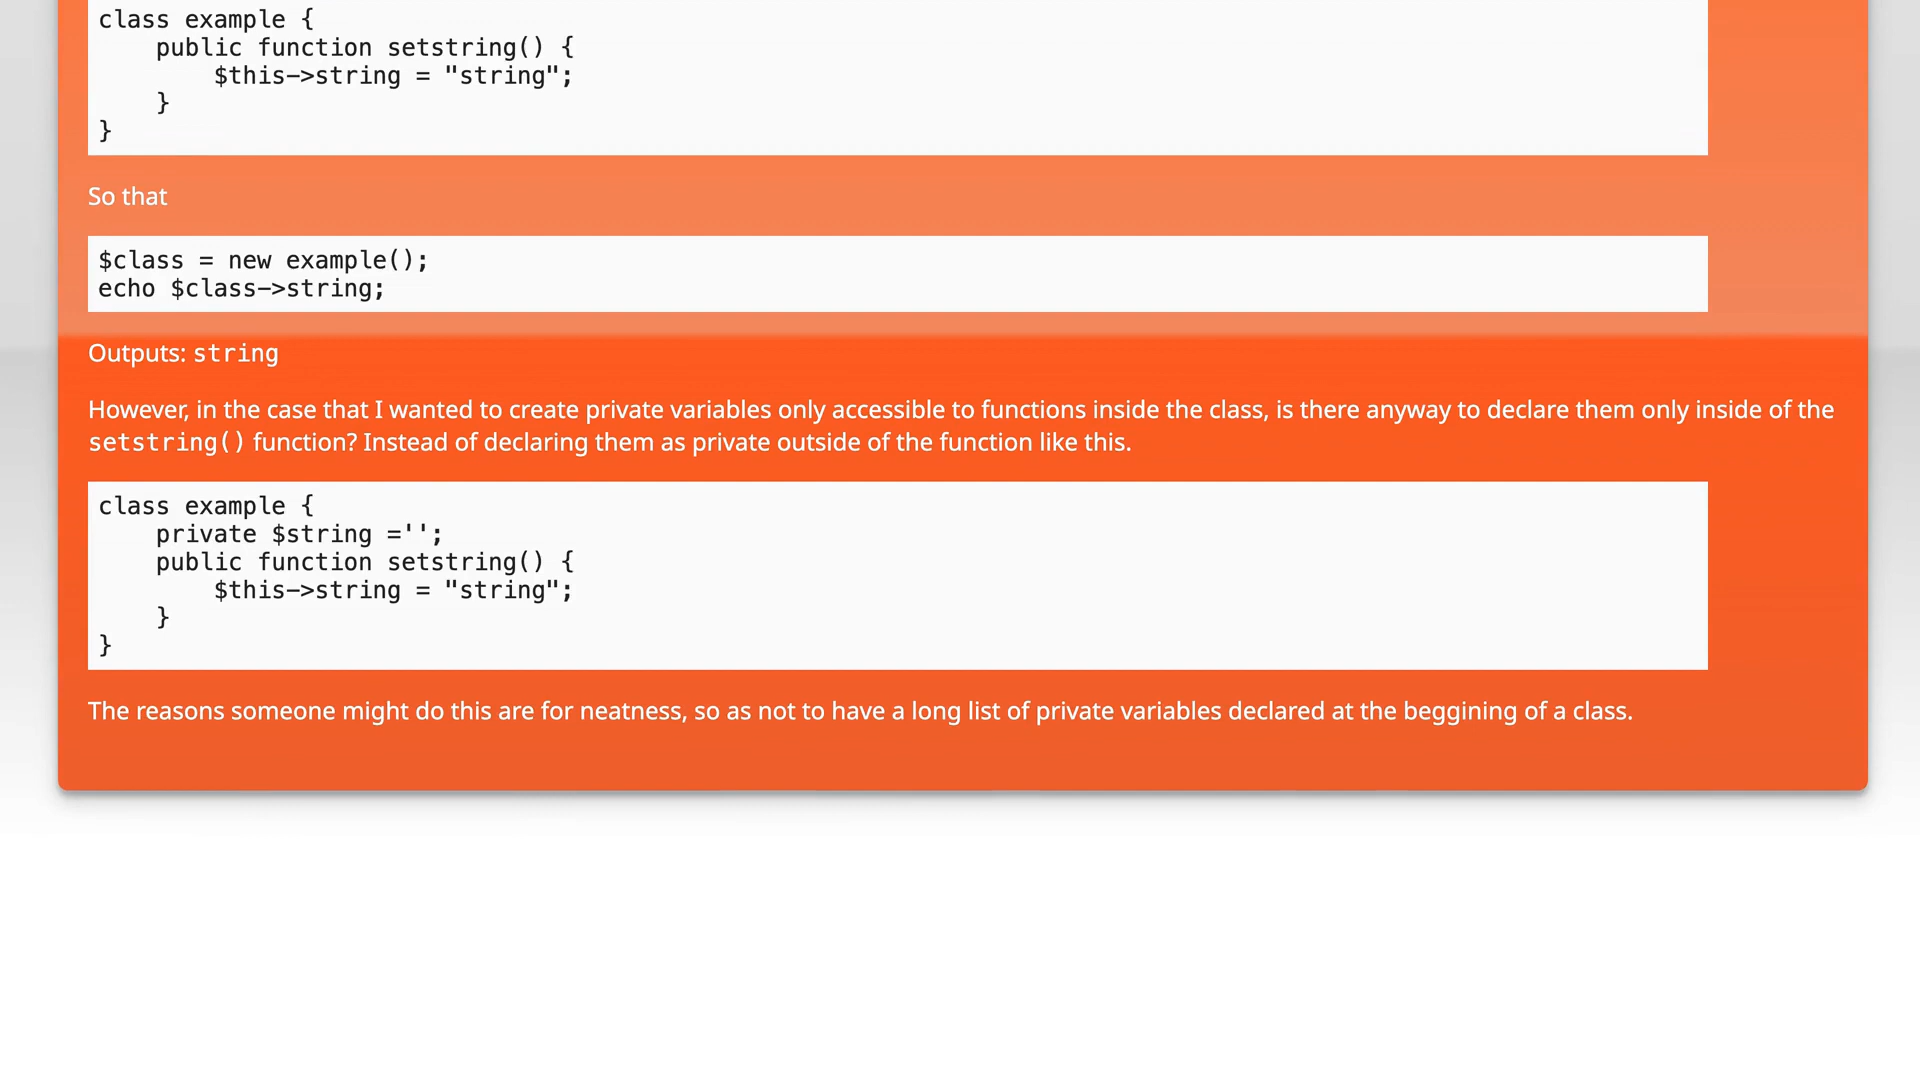 class example {
    public function setstring() {
        $this->string = "string";
    }
}
So that
$class = new example();
echo $class->string;
Outputs: string
However, in the case that I wanted to create private variables only accessible to functions inside the class, is there anyway to declare them only inside of the
setstring() function? Instead of declaring them as private outside of the function like this.
class example {
    private $string ='';
    public function setstring() {
        $this->string = "string";
    }
}
The reasons someone might do this are for neatness, so as not to have a long list of private variables declared at the beggining of a class.